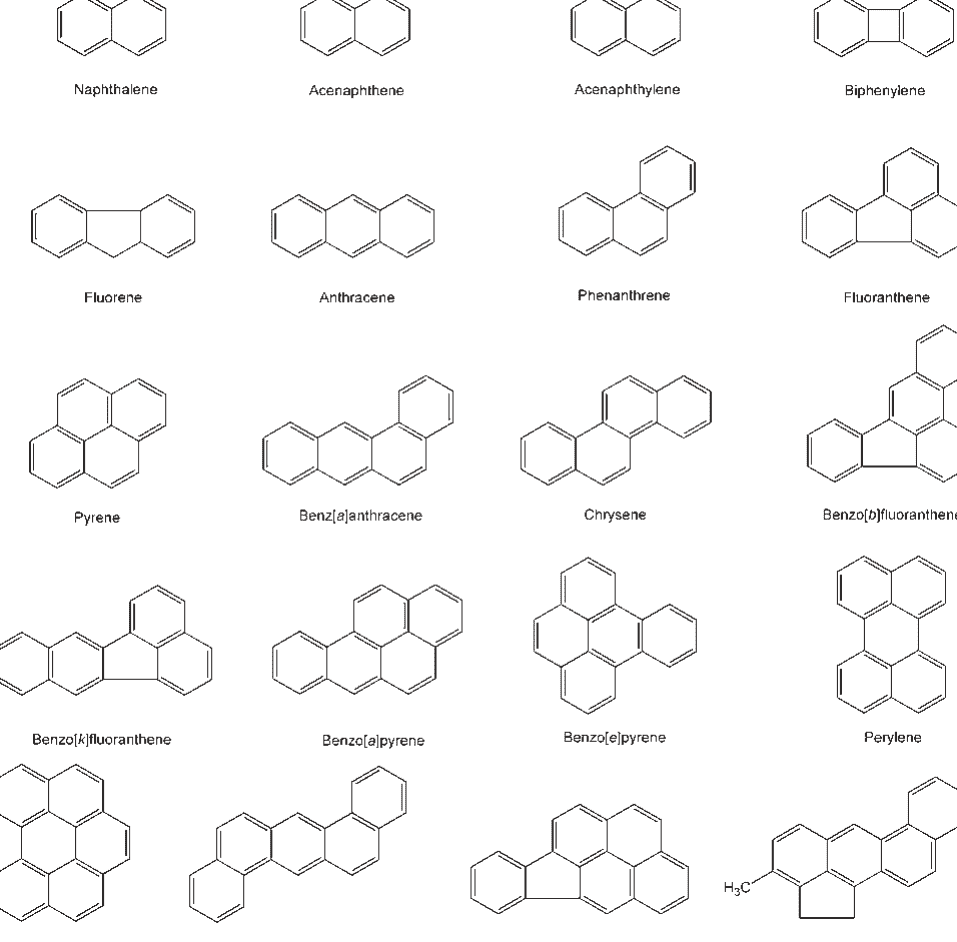 Naphthalene
Acenaphthene
Acenaphthylene
Biphenylene
Fluorene
Anthracene
Phenanthrene
Fluoranthene
Pyrene
Benz[a]anthracene
Chrysene
Benzo[b]fluoranthene
Benzo[k]fluoranthene
Benzo[a]pyrene
Benzo[e]pyrene
Perylene
H₃C